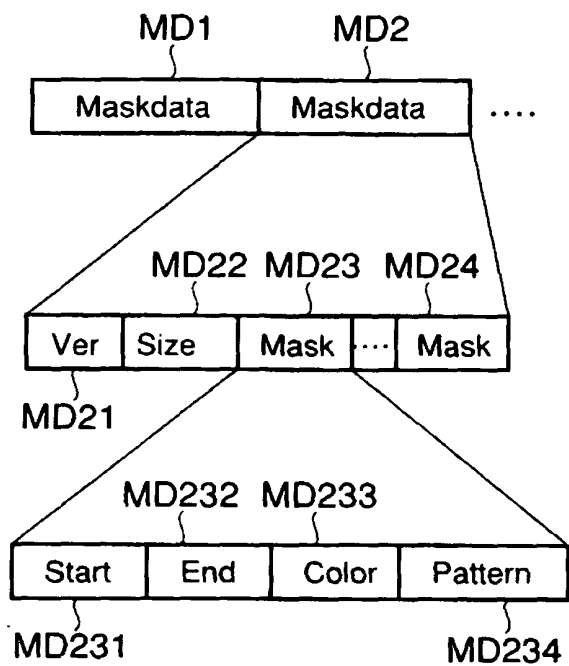 MD1 MD2
Maskdata Maskdata ....
MD22 MD23 MD24
Ver Size Mask .... Mask
MD21
MD232 MD233
Start End Color Pattern
MD231 MD234